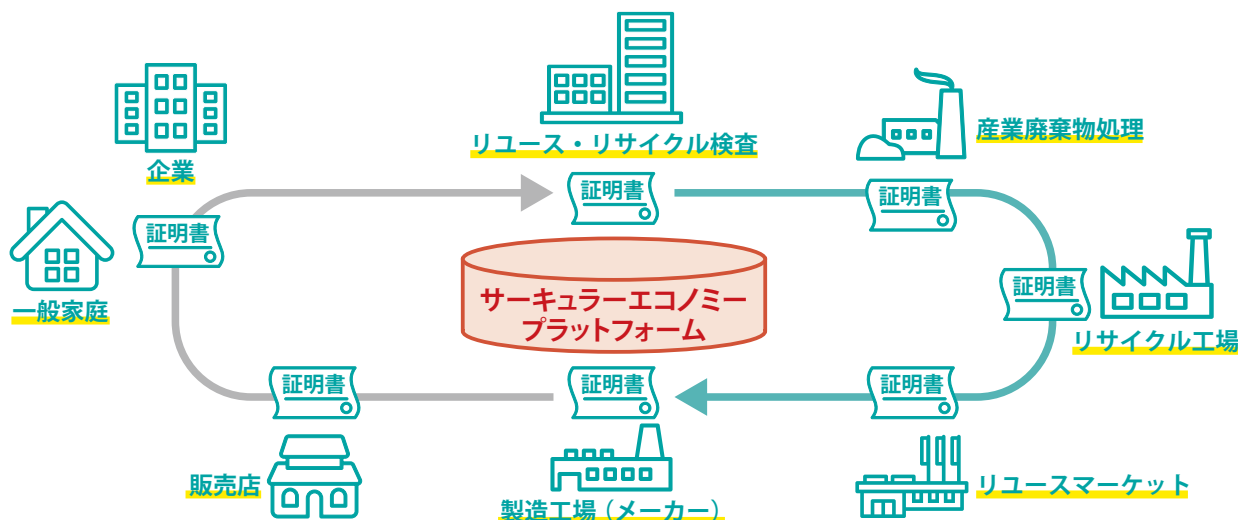 企業
リユース・リサイクル検査
産業廃棄物処理
証明書
証明書
証明書
一般家庭
サーキュラーエコノミー
プラットフォーム
証明書
リサイクル工場
証明書
証明書
証明書
販売店
製造工場（メーカー）
リユースマーケット